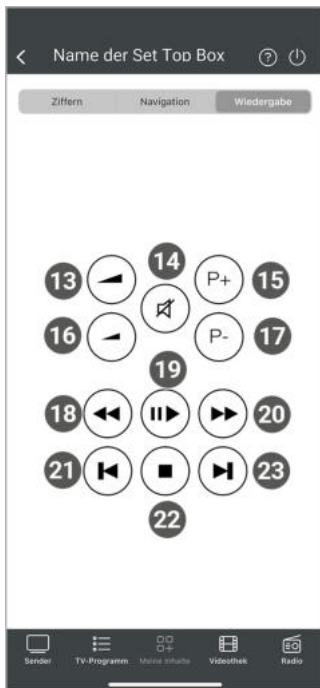 Name der Set Top Box ?
Ziffern Navigation Wiedergabe
14
13 P+ 15
16 P- 17
19
18 20
21 23
22
Sender TV-Programm Meine Inhalte Videothek Radio